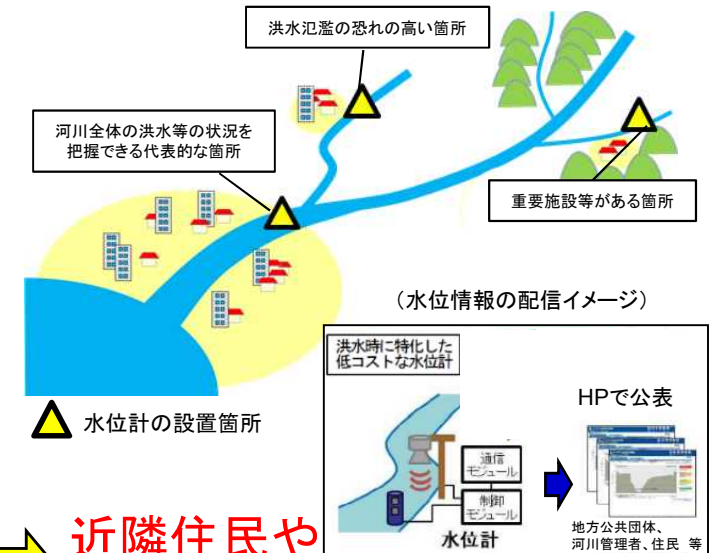 洪水氾濫の恐れの高い箇所
河川全体の洪水等の状況を
把握できる代表的な箇所
重要施設等がある箇所
（水位情報の配信イメージ）
水位計の設置箇所
洪水時に特化した
低コストな水位計
通信
モジュール
制御
モジュール
水位計
HPで公表
地方公共団体、
河川管理者、住民 等
近隣住民や